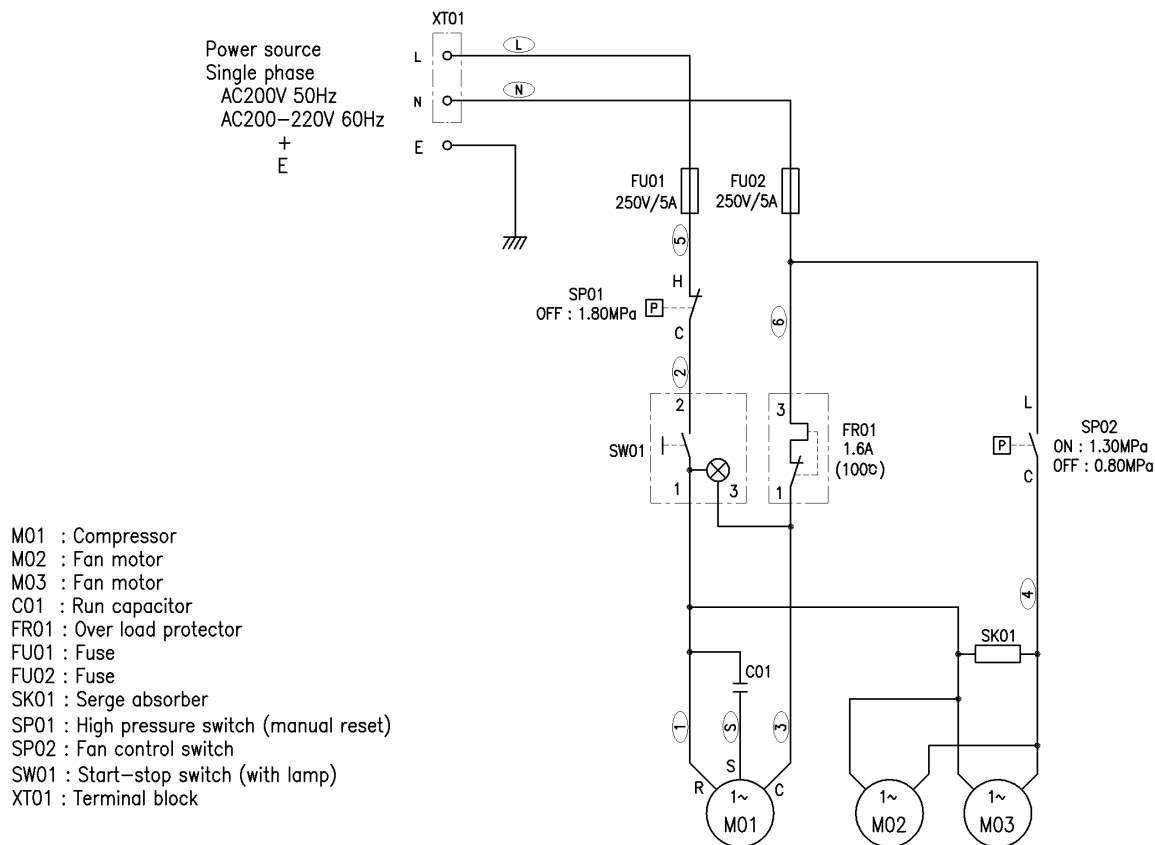 XT01
Power source
Single phase
AC200V 50Hz
AC200-220V 60Hz
+
E
L
N
E
L
N
FU01
250V/5A
FU02
250V/5A
5
H
SP01
OFF : 1.80MPa
P
C
6
2
2
SW01
1
3
3
FR01
1.6A
(100℃)
1
L
P
SP02
ON : 1.30MPa
OFF : 0.80MPa
C
4
SK01
C01
1
S
3
R
S
C
1~
M01
1~
M02
1~
M03
M01 : Compressor
M02 : Fan motor
M03 : Fan motor
C01 : Run capacitor
FR01 : Over load protector
FU01 : Fuse
FU02 : Fuse
SK01 : Serge absorber
SP01 : High pressure switch (manual reset)
SP02 : Fan control switch
SW01 : Start-stop switch (with lamp)
XT01 : Terminal block